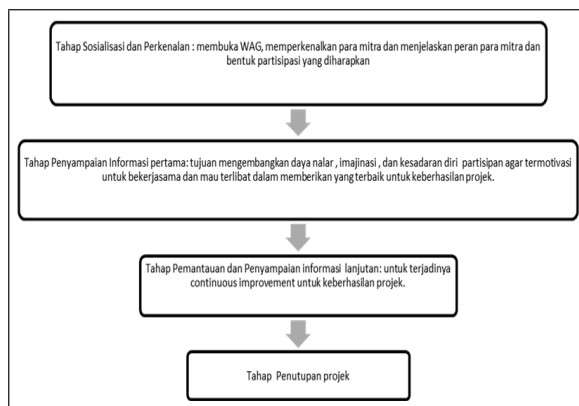 Tahap Sosialisasi dan Perkenalan : membuka WAG, memperkenalkan para mitra dan menjelaskan peran para mitra dan
bentuk partisipasi yang diharapkan
Tahap Penyampaian Informasi pertama: tujuan mengembangkan daya nalar , imajinasi , dan kesadaran diri partisipan agar termotivasi
untuk bekerjasama dan mau terlibat dalam memberikan yang terbaik untuk keberhasilan projek.
Tahap Pemantauan dan Penyampaian informasi lanjutan: untuk terjadinya
continuous improvement untuk keberhasilan projek.
Tahap Penutupan projek